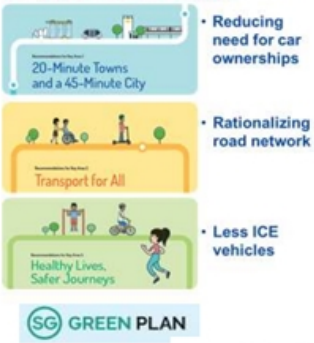 Recommendations for Key Area 1
20-Minute Towns
and a 45-Minute City
• Reducing
need for car
ownerships
Recommendations for Key Area 2
Transport for All
• Rationalizing
road network
Recommendations for Key Area 3
Healthy Lives,
Safer Journeys
• Less ICE
vehicles
SG GREEN PLAN